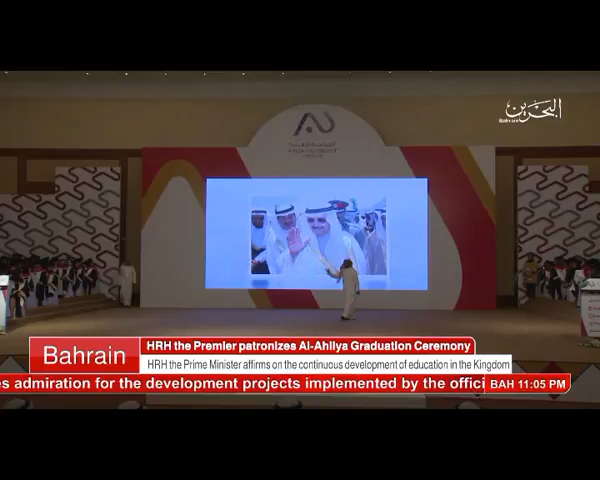 البحرين
Bahrain
Bahrain
HRH the Premier patronizes Al-Ahliya Graduation Ceremony
HRH the Prime Minister affirms on the continuous development of education in the Kingdom
es admiration for the development projects implemented by the offici
BAH 11:05 PM